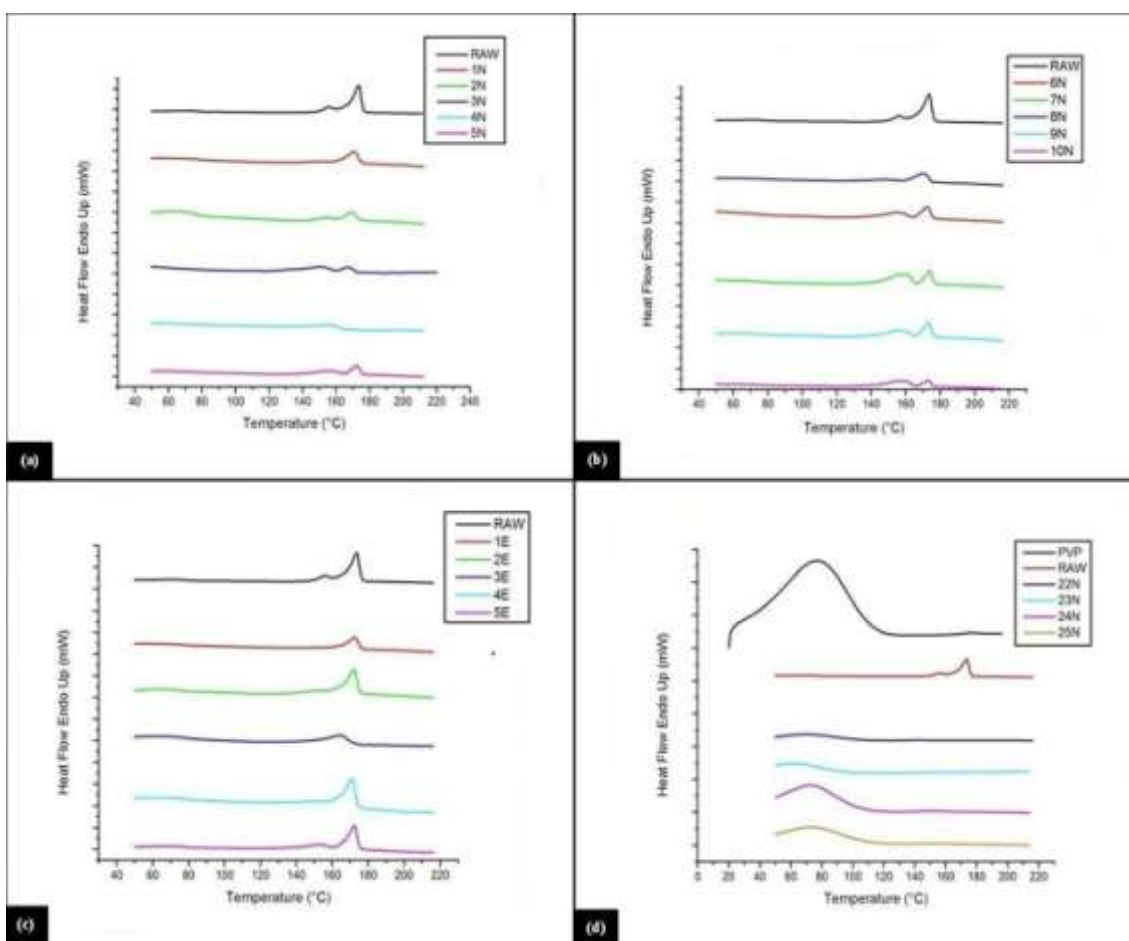 RAW
1N
2N
3N
4N
5N
Heat Flow Endo Up (mW)
40 60 80 100 120 140 160 180 200 220 240
Temperature (°C)
(a)
RAW
6N
7N
8N
9N
10N
Heat Flow Endo Up (mW)
40 60 80 100 120 140 160 180 200 220
Temperature (°C)
(b)
RAW
1E
2E
3E
4E
5E
Heat Flow Endo Up (mW)
40 60 80 100 120 140 160 180 200 220
Temperature (°C)
(c)
PVP
RAW
22N
23N
24N
25N
Heat Flow Endo Up (mW)
20 40 60 80 100 120 140 160 180 200 220
Temperature (°C)
(d)